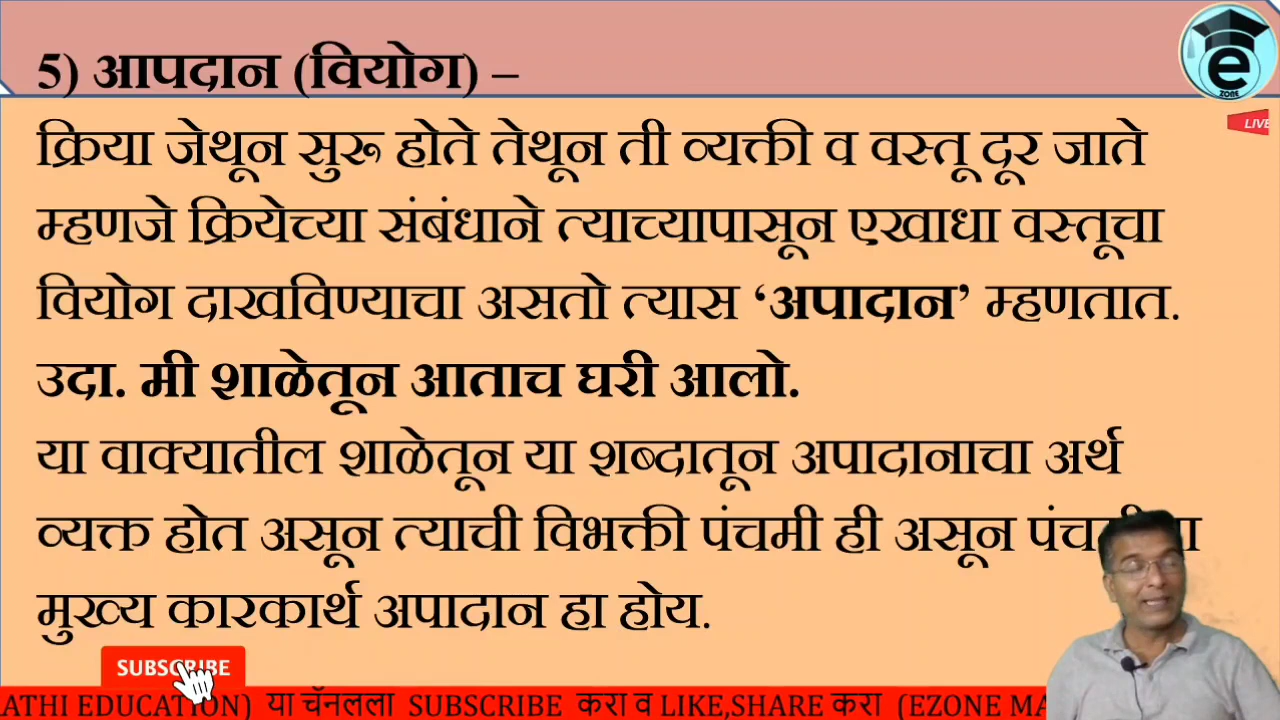 5) आपदान (वियोग) –
e
ZONE
LIVE
क्रिया जेथून सुरू होते तेथून ती व्यक्ती व वस्तू दूर जाते
म्हणजे क्रियेच्या संबंधाने त्याच्यापासून एखाधा वस्तूचा
वियोग दाखविण्याचा असतो त्यास ‘अपादान’ म्हणतात.
उदा. मी शाळेतून आताच घरी आलो.
या वाक्यातील शाळेतून या शब्दातून अपादानाचा अर्थ
व्यक्त होत असून त्याची विभक्ती पंचमी ही असून
मुख्य कारकार्थ अपादान हा होय.
SUBSCRIBE
ATHI EDUCATION) या चॅनलला SUBSCRIBE करा व LIKE,SHARE करा (EZONE MA